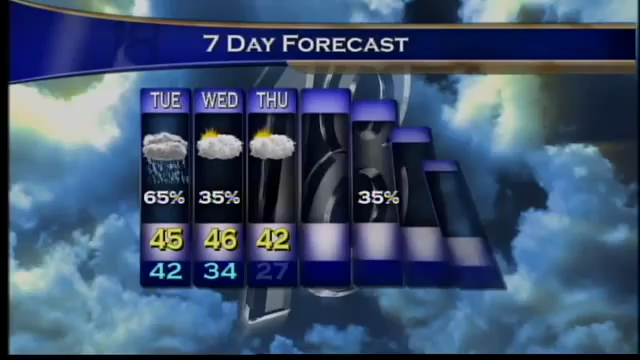 7 DAY FORECAST
TUE WED THU
65% 35% 35%
45 46 42
42 34 27